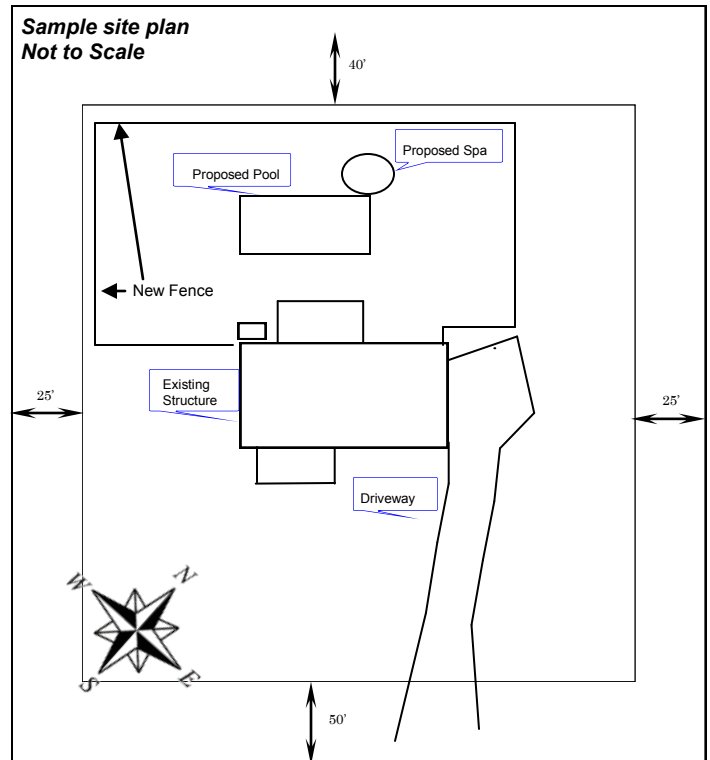 Sample site plan
Not to Scale
40'
Proposed Spa
Proposed Pool
New Fence
Existing
Structure
25'
25'
Driveway
W
N
S
E
50'